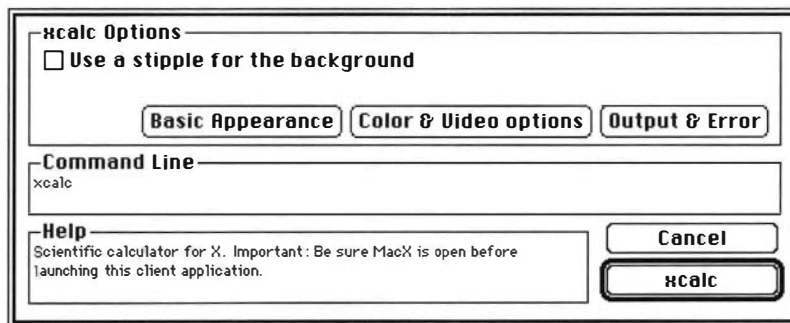 xcalc Options
Use a stipple for the background
Basic Appearance Color & Video options Output & Error
Command Line
xcalc
Help
Scientific calculator for X. Important: Be sure MacX is open before
launching this client application.
Cancel
xcalc